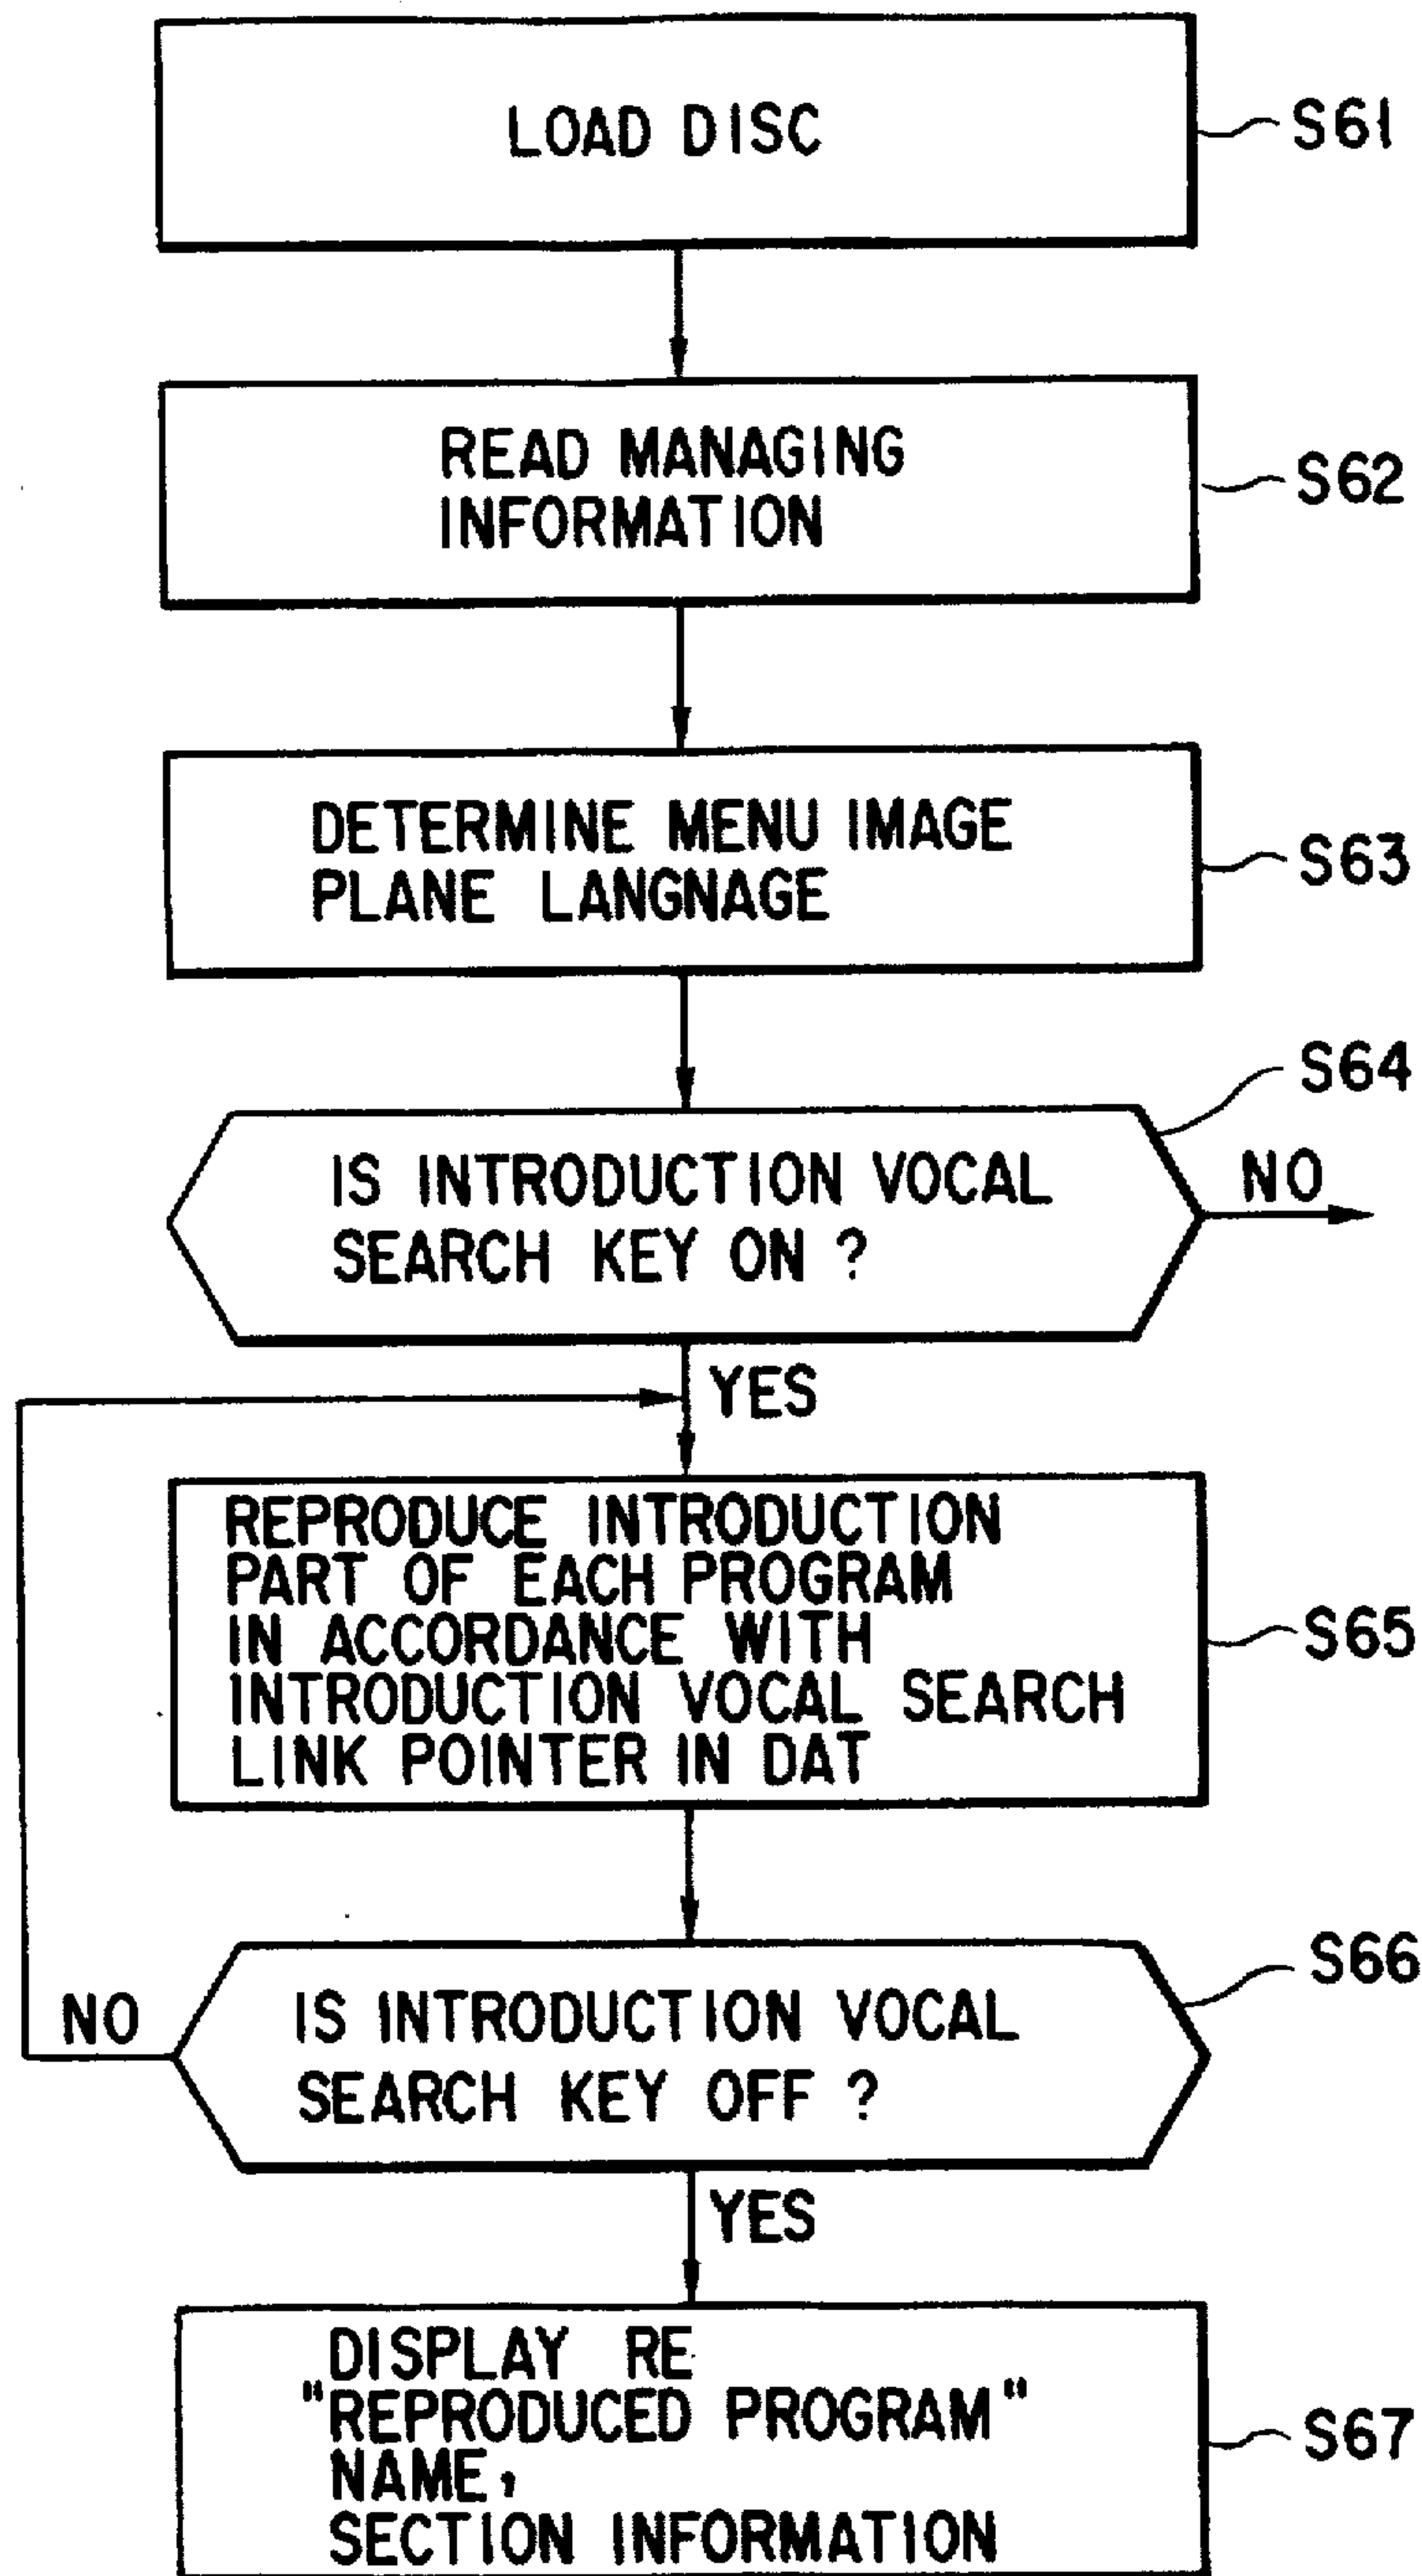 LOAD DISC
S61
READ MANAGING
INFORMATION
S62
DETERMINE MENU IMAGE
PLANE LANGNAGE
S63
S64
IS INTRODUCTION VOCAL
SEARCH KEY ON ?
NO
YES
REPRODUCE INTRODUCTION
PART OF EACH PROGRAM
IN ACCORDANCE WITH
INTRODUCTION VOCAL SEARCH
LINK POINTER IN DAT
S65
S66
IS INTRODUCTION VOCAL
SEARCH KEY OFF ?
NO
YES
DISPLAY RE
"REPRODUCED PROGRAM"
NAME,
SECTION INFORMATION
S67